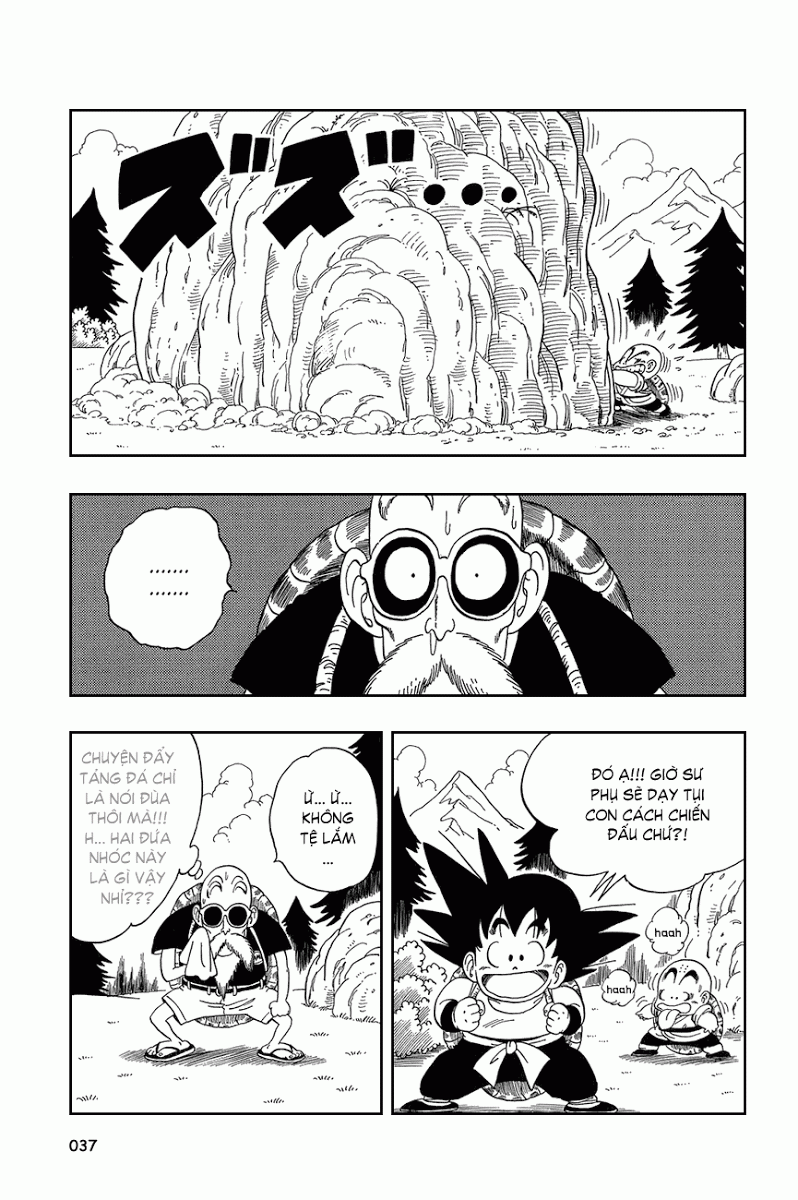 ズズ...
.......
.......
ĐÓ Ạ!!! GIỜ SƯ
PHỤ SẼ DẠY TỤI
CON CÁCH CHIẾN
ĐẤU CHỨ?!
haah
haah
Ừ... Ừ...
KHÔNG
TỆ LẮM
...
CHUYỆN ĐẨY
TẢNG ĐÁ CHỈ
LÀ NÓI ĐÙA
THÔI MÀ!!!
H... HAI ĐỨA
NHÓC NÀY
LÀ GÌ VẬY
NHỈ???
037